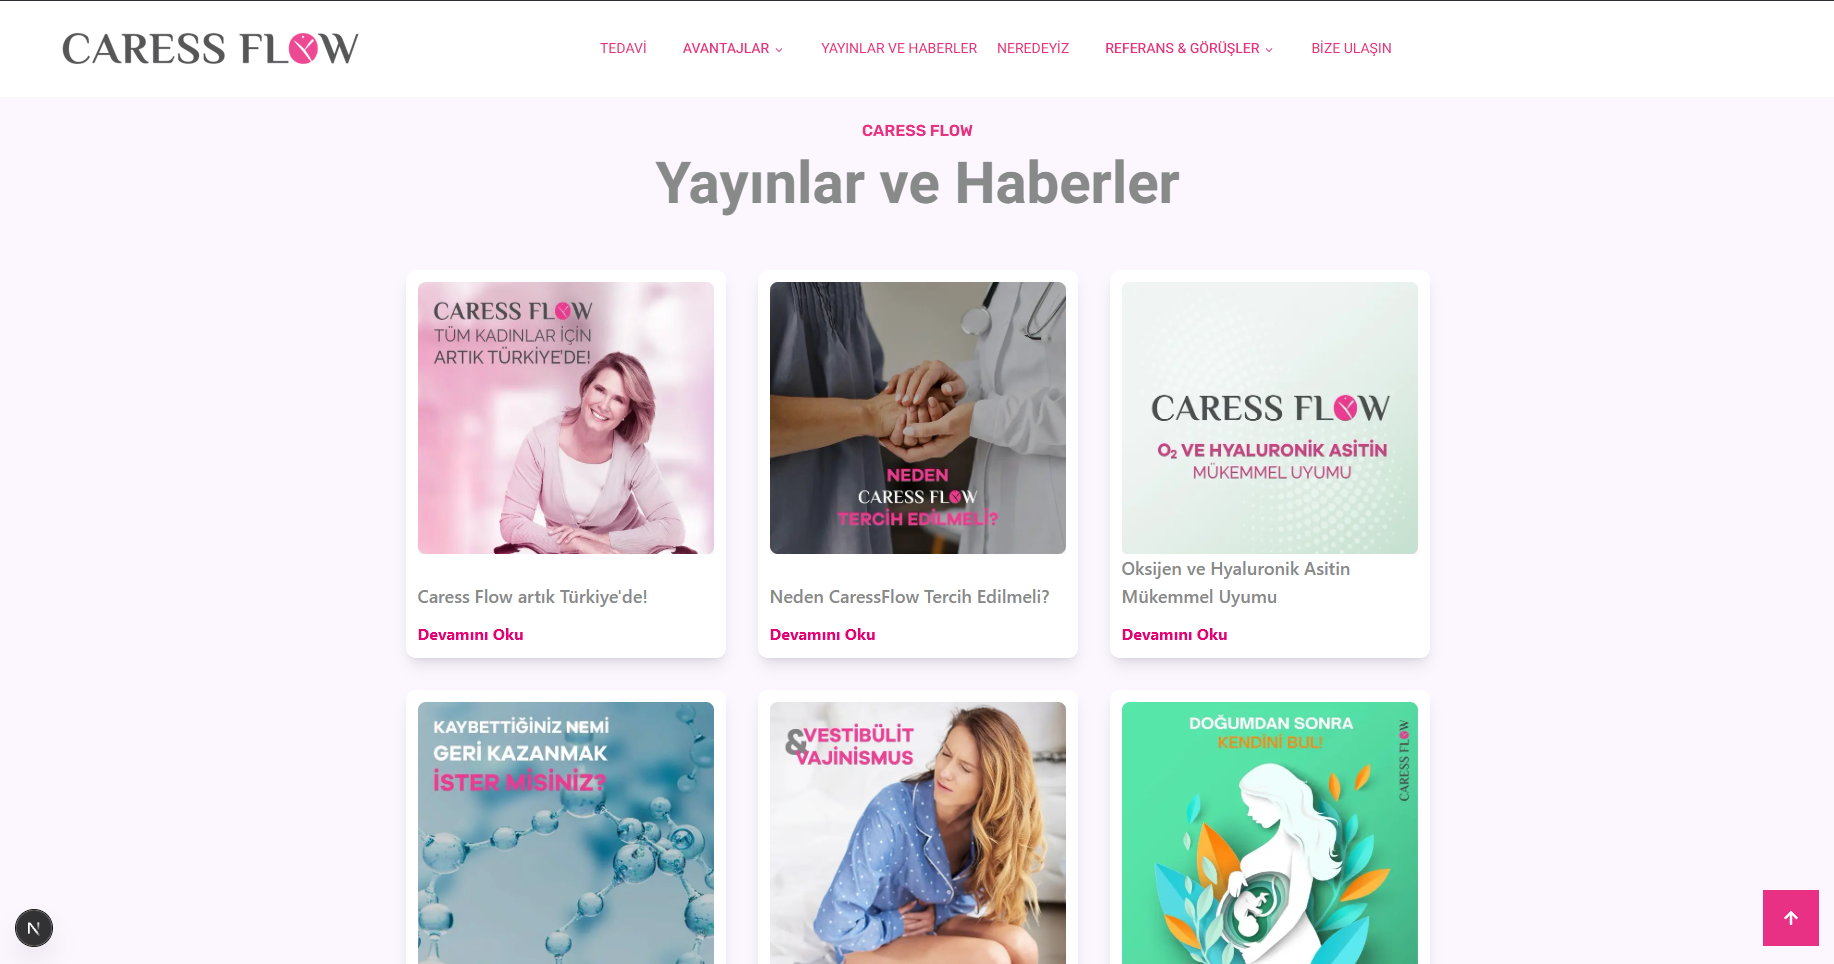 CARESS FLOW
TEDAVİ
AVANTAJLAR
YAYINLAR VE HABERLER
NEREDEYİZ
REFERANS & GÖRÜŞLER
BİZE ULAŞIN
CARESS FLOW
Yayınlar ve Haberler
CARESS FLOW
TÜM KADINLAR İÇİN
ARTIK TÜRKİYE'DE!
Caress Flow artık Türkiye'de!
Devamını Oku
NEDEN
CARESS FLOW
TERCİH EDİLMELİ?
Neden CaressFlow Tercih Edilmeli?
Devamını Oku
CARESS FLOW
O₂ VE HYALURONİK ASİTİN
MÜKEMMEL UYUMU
Oksijen ve Hyaluronik Asitin
Mükemmel Uyumu
Devamını Oku
KAYBETTİĞİNİZ NEMİ
GERİ KAZANMAK
İSTER MİSİNİZ?
&VESTİBÜLİT
VAJİNİSMUS
DOĞUMDAN SONRA
KENDİNİ BUL!
CARESS FLOW
N